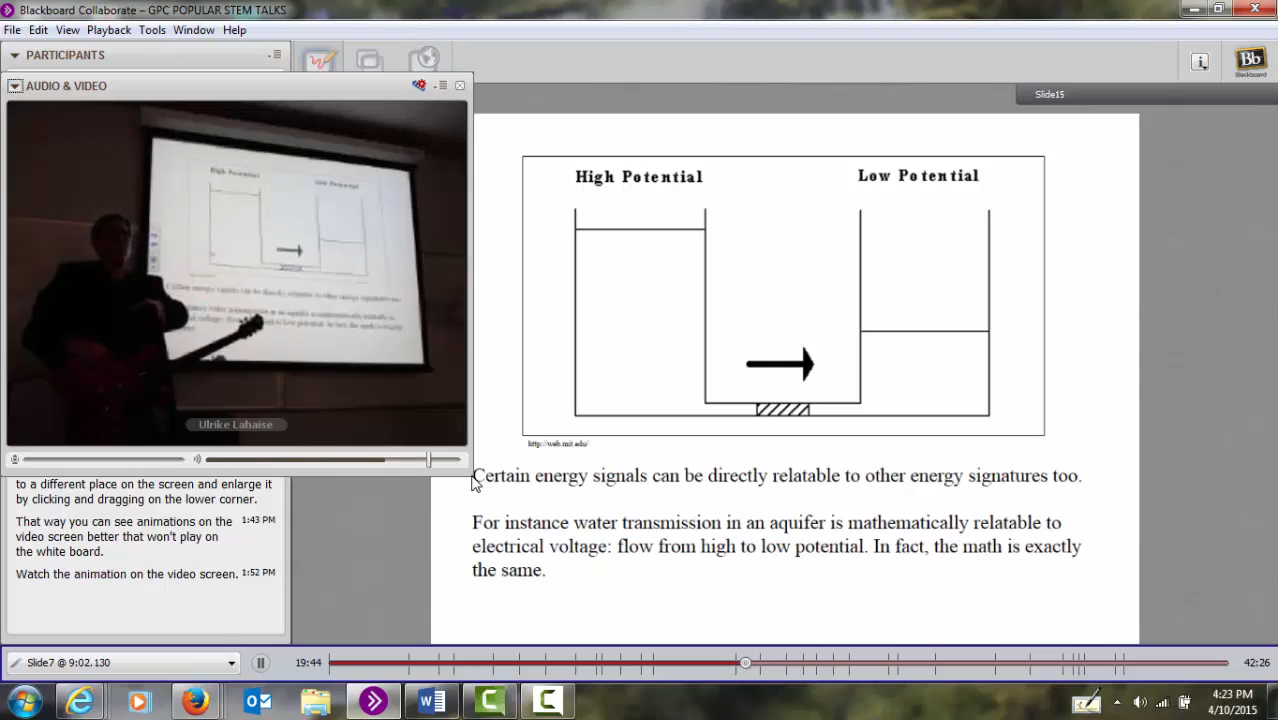 Blackboard Collaborate – GPC POPULAR STEM TALKS
File Edit View Playback Tools Window Help
PARTICIPANTS
AUDIO & VIDEO
Bb
Blackboard
Slide15
High Potential
Low Potential
Ulrike Lahaise
High Potential Low Potential
http://web.mit.edu/
Certain energy signals can be directly relatable to other energy signatures too.
For instance water transmission in an aquifer is mathematically relatable to
electrical voltage: flow from high to low potential. In fact, the math is exactly
the same.
to a different place on the screen and enlarge it
by clicking and dragging on the lower corner.
That way you can see animations on the 1:43 PM
video screen better that won't play on
the white board.
Watch the animation on the video screen. 1:52 PM
Slide7 @ 9:02.130
19:44
42:26
4:23 PM
4/10/2015